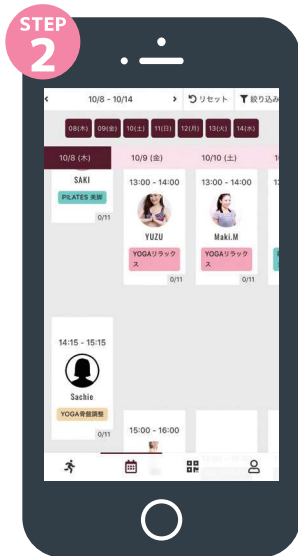 STEP
2
10/8 - 10/14
リセット
絞り込み
08(木) 09(金) 10(土) 11(日) 12(月) 13(火) 14(水)
10/8 (木)
10/9 (金)
10/10 (土)
SAKI
PILATES 美脚
0/11
13:00 - 14:00
YUZU
YOGAリラック
ス
0/11
13:00 - 14:00
Maki.M
YOGAリラック
ス
0/11
14:15 - 15:15
Sachie
YOGA骨盤調整
0/11
15:00 - 16:00